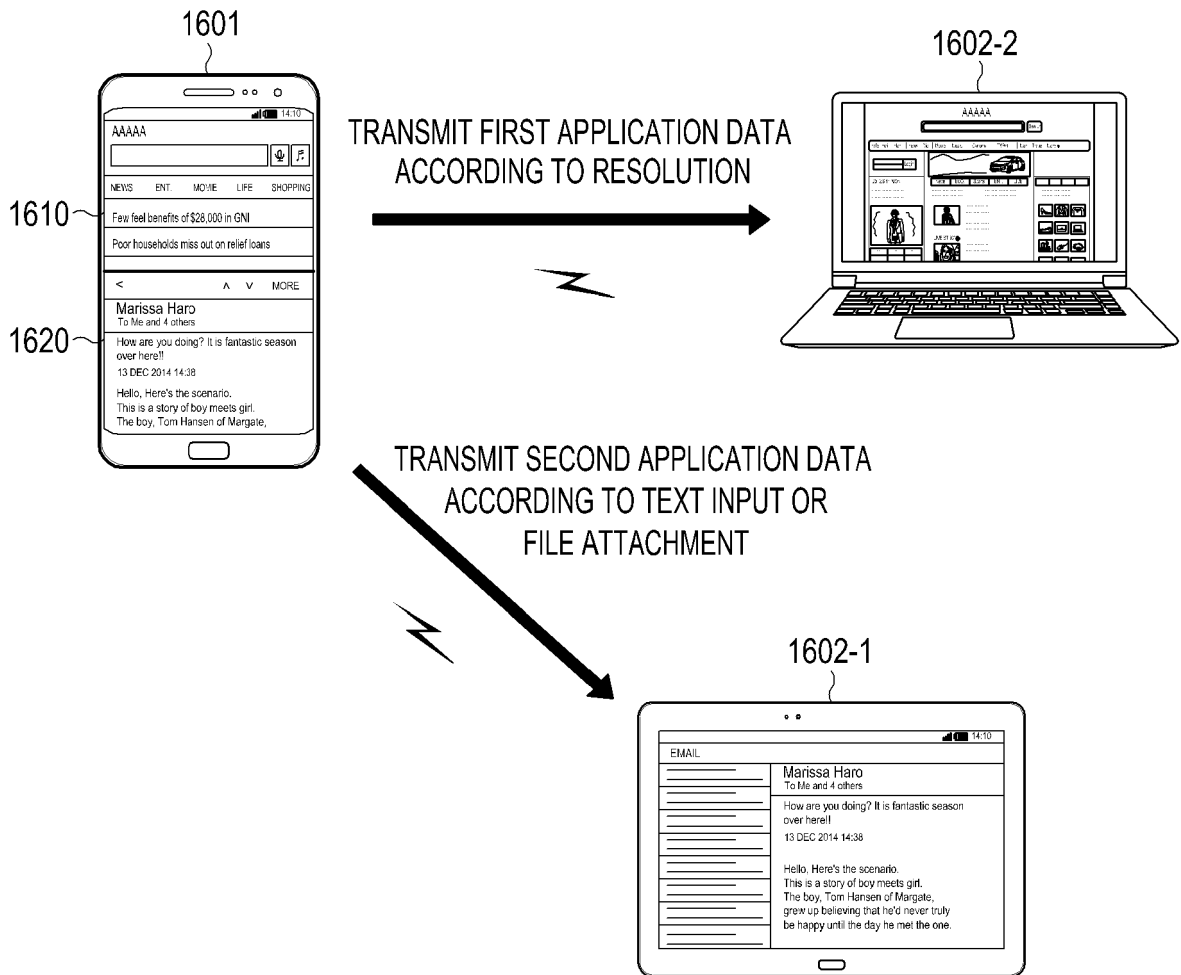 1601
14:10
AAAAA
NEWS ENT. MOVIE LIFE SHOPPING
1610
Few feel benefits of $28,000 in GNI
Poor households miss out on relief loans
< ∧ ∨ MORE
Marissa Haro
To Me and 4 others
1620
How are you doing? It is fantastic season
over here!!
13 DEC 2014 14:38
Hello, Here's the scenario.
This is a story of boy meets girl.
The boy, Tom Hansen of Margate,
TRANSMIT FIRST APPLICATION DATA
ACCORDING TO RESOLUTION
1602-2
AAAAA
TRANSMIT SECOND APPLICATION DATA
ACCORDING TO TEXT INPUT OR
FILE ATTACHMENT
1602-1
14:10
EMAIL
Marissa Haro
To Me and 4 others
How are you doing? It is fantastic season
over here!!
13 DEC 2014 14:38
Hello, Here's the scenario.
This is a story of boy meets girl.
The boy, Tom Hansen of Margate,
grew up believing that he'd never truly
be happy until the day he met the one.